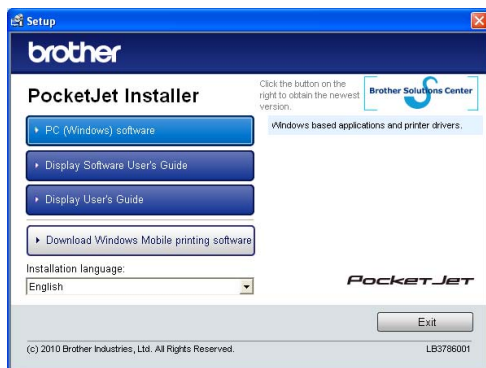 Setup
brother
PocketJet Installer
Click the button on the
right to obtain the newest
version.
Brother Solutions Center
PC (Windows) software
Windows based applications and printer drivers.
Display Software User's Guide
Display User's Guide
Download Windows Mobile printing software
Installation language:
English
PocketJet
Exit
(c) 2010 Brother Industries, Ltd. All Rights Reserved.
LB3786001